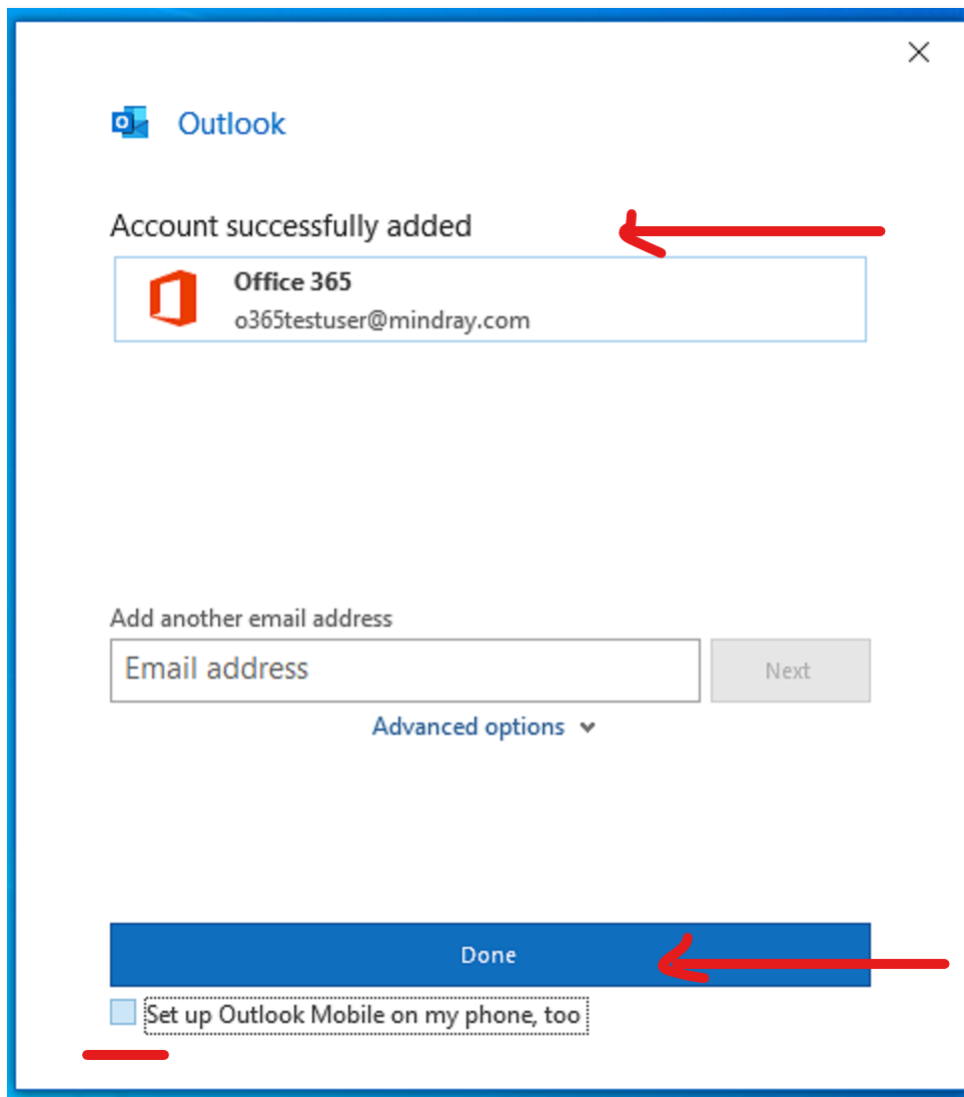 Outlook
Account successfully added
Office 365
o365testuser@mindray.com
Add another email address
Email address
Next
Advanced options
Done
Set up Outlook Mobile on my phone, too